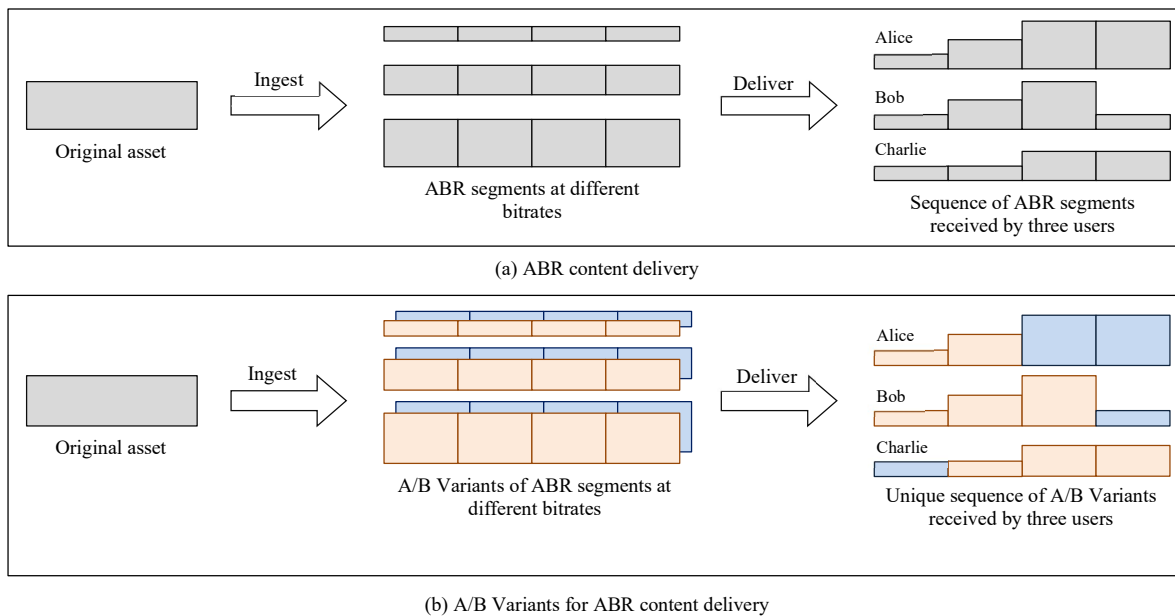 Original asset
Ingest
ABR segments at different
bitrates
Deliver
Alice
Bob
Charlie
Sequence of ABR segments
received by three users
(a) ABR content delivery
Original asset
Ingest
A/B Variants of ABR segments at
different bitrates
Deliver
Alice
Bob
Charlie
Unique sequence of A/B Variants
received by three users
(b) A/B Variants for ABR content delivery